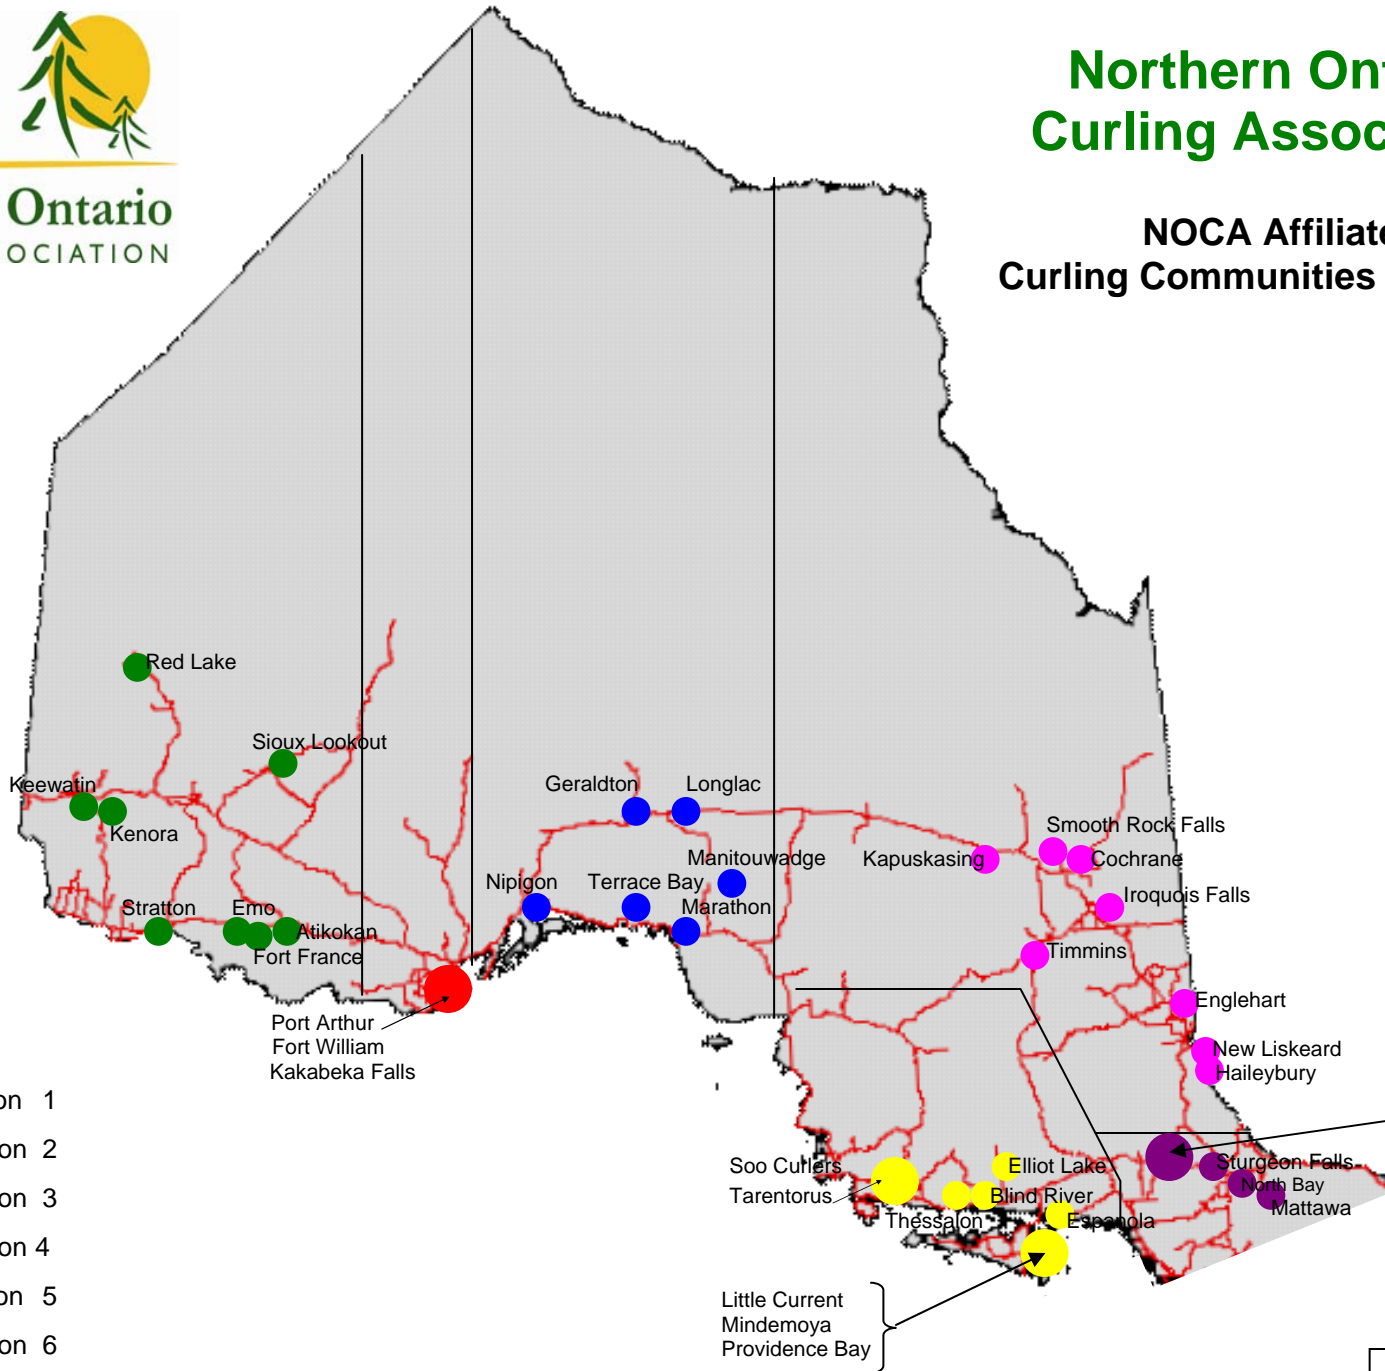 Ontario
OCIATION
Northern Ont
Curling Assoc
NOCA Affiliate
Curling Communities
Red Lake
Sioux Lookout
Keewatin
Kenora
Geraldton
Longlac
Smooth Rock Falls
Manitouwadge
Kapuskasing
Cochrane
Nipigon
Terrace Bay
Marathon
Iroquois Falls
Stratton
Emo
Atikokan
Fort France
Timmins
Englehart
Port Arthur
Fort William
Kakabeka Falls
New Liskeard
Haileybury
on 1
on 2
on 3
on 4
on 5
on 6
Soo Curlers
Tarentorus
Elliot Lake
Blind River
Thessalon
Espanola
Sturgeon Falls
North Bay
Mattawa
Little Current
Mindemoya
Providence Bay